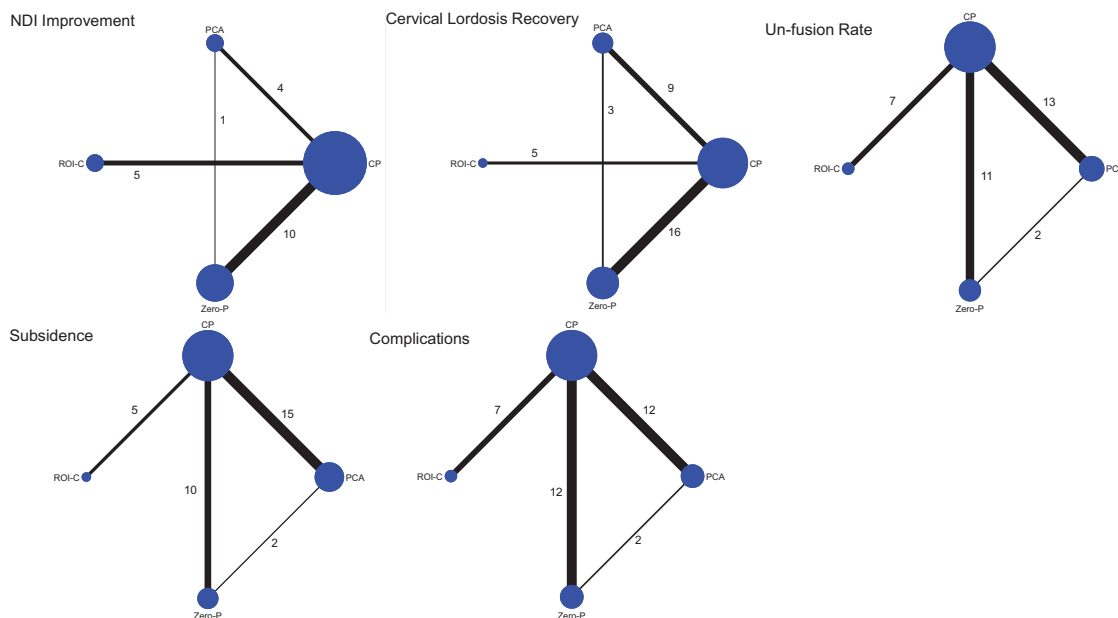 NDI Improvement
PCA
4
1
ROI-C
5
CP
10
Zero-P
Cervical Lordosis Recovery
PCA
9
3
ROI-C
5
CP
16
Zero-P
Un-fusion Rate
CP
7
13
ROI-C
11
PC
2
Zero-P
Subsidence
CP
5
15
ROI-C
PCA
10
2
Zero-P
Complications
CP
7
12
ROI-C
PCA
12
2
Zero-P